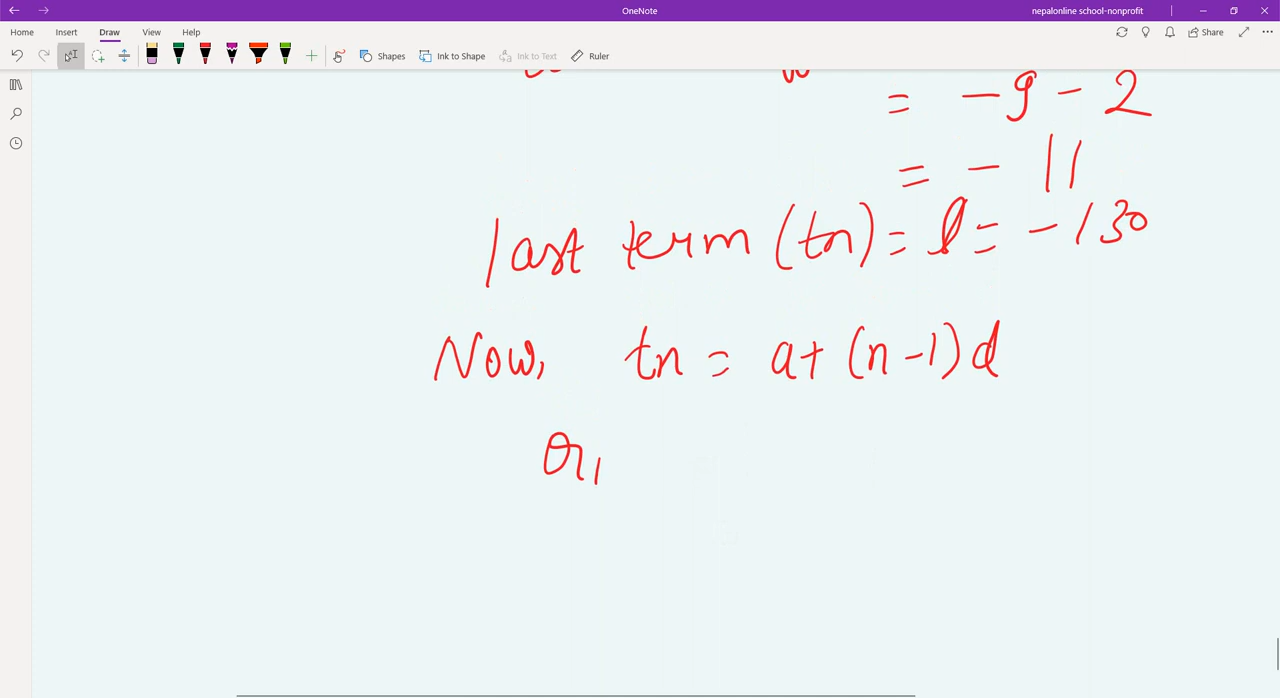 OneNote
nepalonline school-nonprofit
Home Insert Draw View Help
Share
Shapes Ink to Shape Ink to Text Ruler
= -9 - 2
= - 11
last term (tn) = l = -130
Now, tn = a + (n - 1) d
Or,